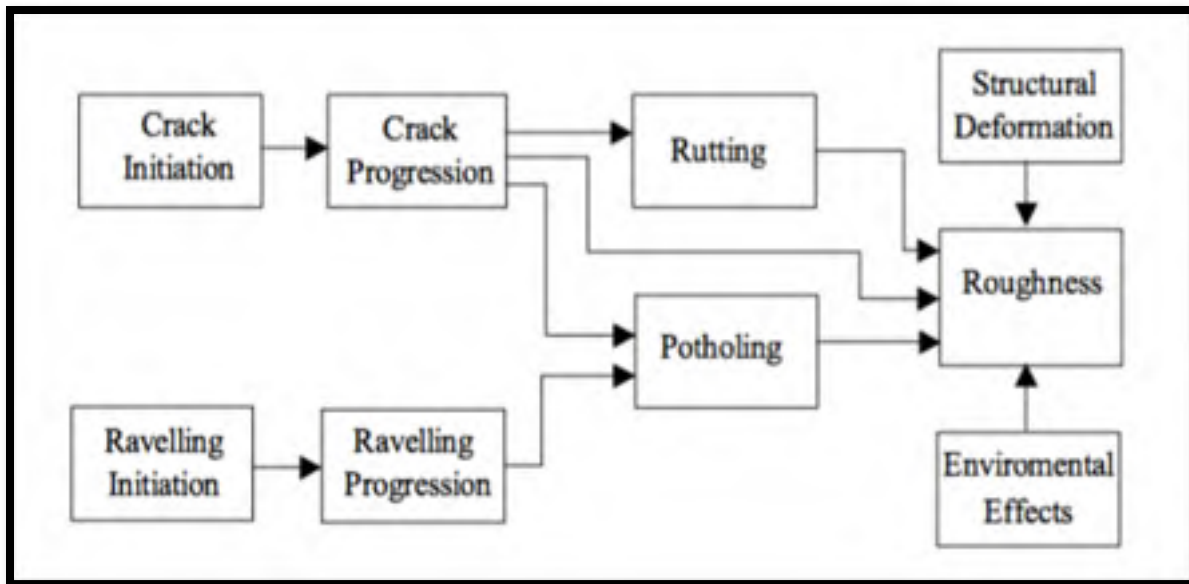 Crack
Initiation
Crack
Progression
Rutting
Structural
Deformation
Roughness
Potholing
Ravelling
Initiation
Ravelling
Progression
Enviromental
Effects